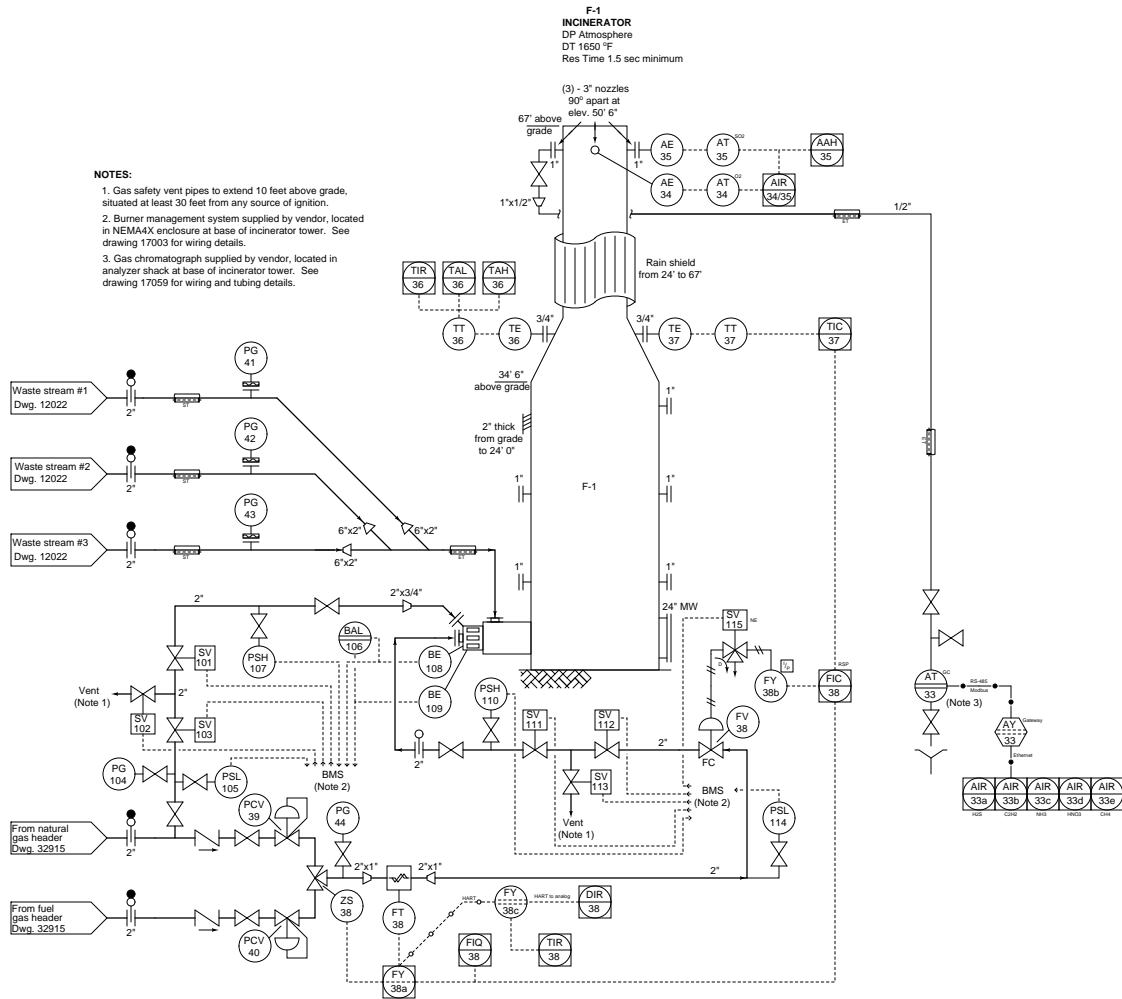 F-1
INCINERATOR
DP Atmosphere
DT 1650 °F
Res Time 1.5 sec minimum
(3) - 3" nozzles
90° apart at
elev. 50' 6"
67' above
grade
1"
1"
AE
35
AT
35
SO2
AAH
35
AE
34
AT
34
O2
AIR
34/35
1"x1/2"
ET
1/2"
NOTES:
1. Gas safety vent pipes to extend 10 feet above grade,
situated at least 30 feet from any source of ignition.
2. Burner management system supplied by vendor, located
in NEMA4X enclosure at base of incinerator tower. See
drawing 17003 for wiring details.
3. Gas chromatograph supplied by vendor, located in
analyzer shack at base of incinerator tower. See
drawing 17059 for wiring and tubing details.
Rain shield
from 24' to 67'
TIR
36
TAL
36
TAH
36
TT
36
TE
36
3/4"
3/4"
TE
37
TT
37
TIC
37
34' 6"
above grade
2" thick
from grade
to 24' 0"
F-1
1"
1"
1"
1"
1"
24" MW
Waste stream #1
Dwg. 12022
2"
ST
PG
41
Waste stream #2
Dwg. 12022
2"
ST
PG
42
Waste stream #3
Dwg. 12022
2"
ST
PG
43
6"x2"
6"x2"
6"x2"
ET
ET
2"
2"x3/4"
PSH
107
BAL
106
BE
108
BE
109
SV
101
Vent
(Note 1)
2"
SV
102
SV
103
PG
104
PSL
105
BMS
(Note 2)
PSH
110
2"
SV
111
SV
112
2"
SV
113
Vent
(Note 1)
BMS
(Note 2)
SV
115
NE
D
I/P
FY
38b
FV
38
FC
RSP
FIC
38
PSL
114
AT
33
GC
(Note 3)
RS-485
Modbus
Gateway
AY
33
Ethernet
AIR
33a
AIR
33b
AIR
33c
AIR
33d
AIR
33e
H2S
C2H2
NH3
HNO3
CH4
From natural
gas header
Dwg. 32915
2"
PCV
39
PG
44
2"x1"
2"x1"
2"
From fuel
gas header
Dwg. 32915
2"
PCV
40
ZS
38
FT
38
FY
38a
HART
FY
38c
HART to analog
DIR
38
FIQ
38
TIR
38